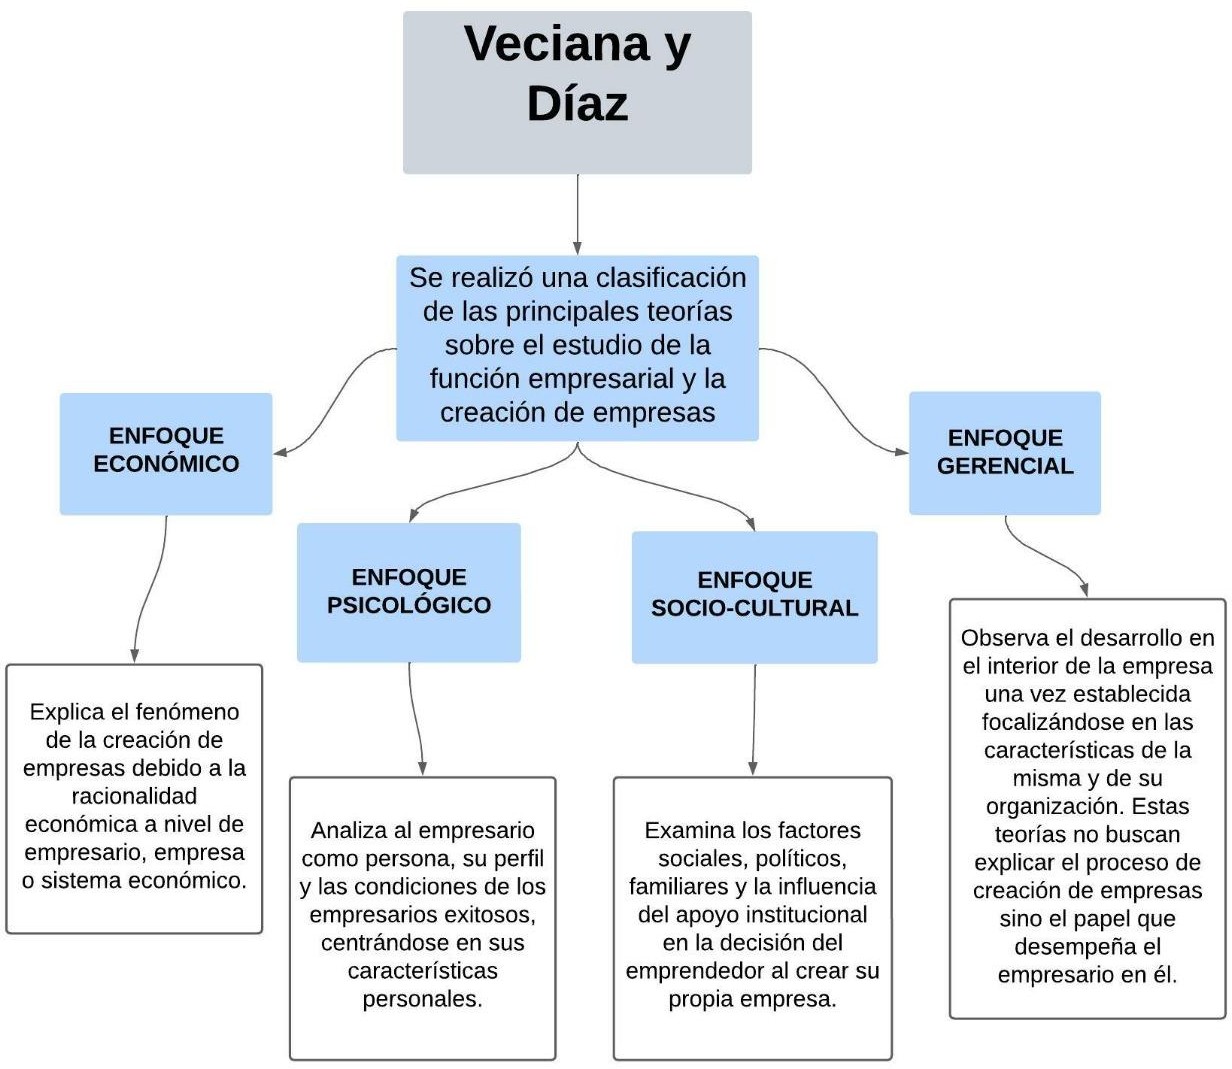 Veciana y
Díaz
Se realizó una clasificación
de las principales teorías
sobre el estudio de la
función empresarial y la
creación de empresas
ENFOQUE
ECONÓMICO
ENFOQUE
PSICOLÓGICO
ENFOQUE
SOCIO-CULTURAL
ENFOQUE
GERENCIAL
Explica el fenómeno
de la creación de
empresas debido a la
racionalidad
económica a nivel de
empresario, empresa
o sistema económico.
Analiza al empresario
como persona, su perfil
y las condiciones de los
empresarios exitosos,
centrándose en sus
características
personales.
Examina los factores
sociales, políticos,
familiares y la influencia
del apoyo institucional
en la decisión del
emprendedor al crear su
propia empresa.
Observa el desarrollo en
el interior de la empresa
una vez establecida
focalizándose en las
características de la
misma y de su
organización. Estas
teorías no buscan
explicar el proceso de
creación de empresas
sino el papel que
desempeña el
empresario en él.